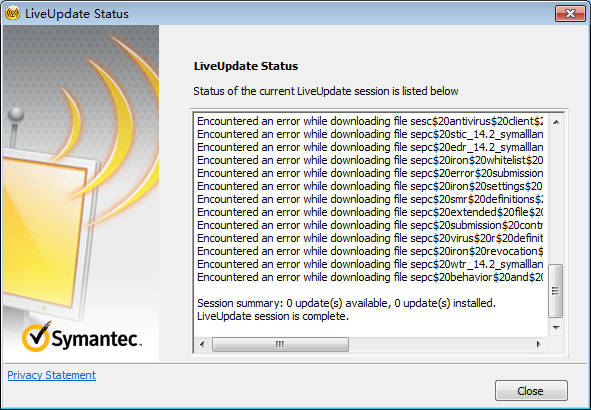 LiveUpdate Status
LiveUpdate Status
Status of the current LiveUpdate session is listed below
Encountered an error while downloading file sesc$20antivirus$20client$2
Encountered an error while downloading file sepc$20stic_14.2_symalllan
Encountered an error while downloading file sepc$20edr_14.2_symalllan
Encountered an error while downloading file sepc$20iron$20whitelist$20
Encountered an error while downloading file sepc$20error$20submission
Encountered an error while downloading file sepc$20iron$20settings$20
Encountered an error while downloading file sepc$20smr$20definitions$2
Encountered an error while downloading file sepc$20extended$20file$20
Encountered an error while downloading file sepc$20submission$20contr
Encountered an error while downloading file sepc$20virus$20r$20definit
Encountered an error while downloading file sepc$20iron$20revocation$
Encountered an error while downloading file sepc$20wtr_14.2_symalllan
Encountered an error while downloading file sepc$20behavior$20and$20
Session summary: 0 update(s) available, 0 update(s) installed.
LiveUpdate session is complete.
Symantec.
Privacy Statement
Close